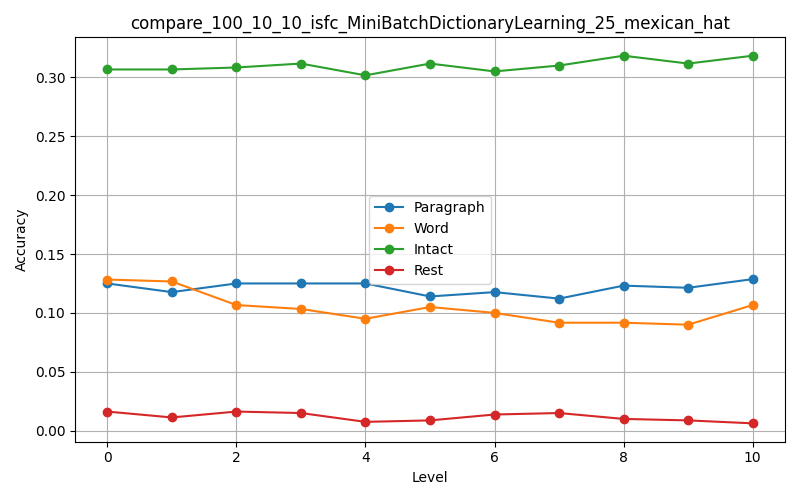 compare_100_10_10_isfc_MiniBatchDictionaryLearning_25_mexican_hat
0.30
0.25
0.20
0.15
0.10
0.05
0.00
Accuracy
Paragraph
Word
Intact
Rest
0 2 4 6 8 10
Level